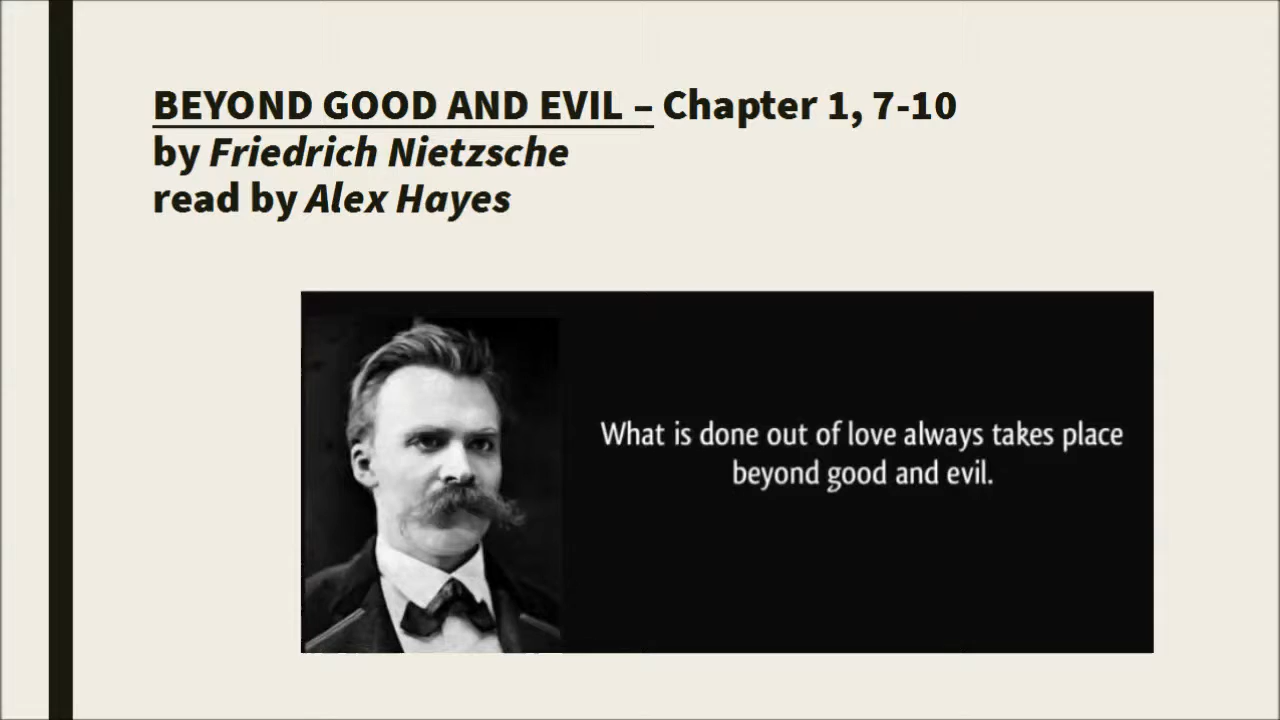 BEYOND GOOD AND EVIL – Chapter 1, 7-10
by Friedrich Nietzsche
read by Alex Hayes
What is done out of love always takes place
beyond good and evil.